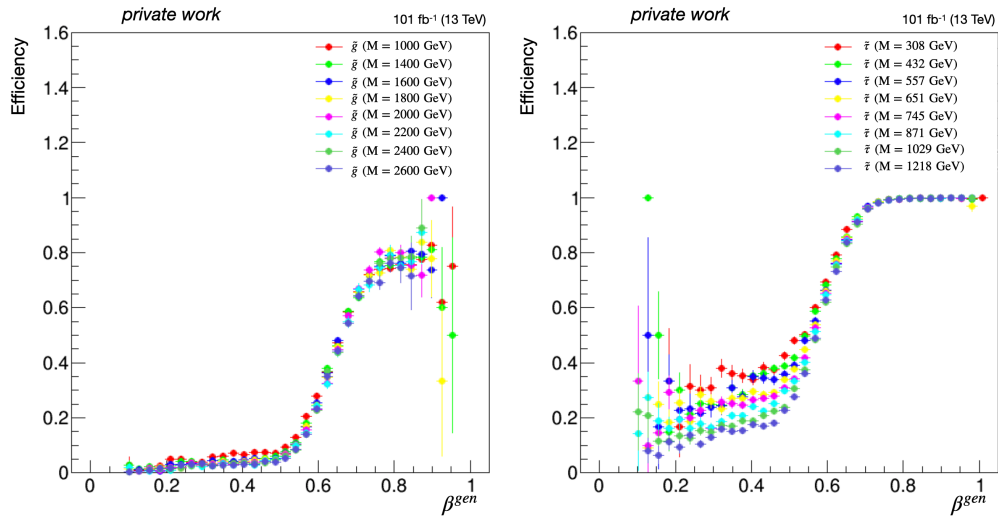 private work
101 fb⁻¹ (13 TeV)
Efficiency
1.6
1.4
1.2
1
0.8
0.6
0.4
0.2
0
g̃ (M = 1000 GeV)
g̃ (M = 1400 GeV)
g̃ (M = 1600 GeV)
g̃ (M = 1800 GeV)
g̃ (M = 2000 GeV)
g̃ (M = 2200 GeV)
g̃ (M = 2400 GeV)
g̃ (M = 2600 GeV)
0 0.2 0.4 0.6 0.8 1
βᵍᵉⁿ
private work
101 fb⁻¹ (13 TeV)
Efficiency
1.6
1.4
1.2
1
0.8
0.6
0.4
0.2
0
τ̃ (M = 308 GeV)
τ̃ (M = 432 GeV)
τ̃ (M = 557 GeV)
τ̃ (M = 651 GeV)
τ̃ (M = 745 GeV)
τ̃ (M = 871 GeV)
τ̃ (M = 1029 GeV)
τ̃ (M = 1218 GeV)
0 0.2 0.4 0.6 0.8 1
βᵍᵉⁿ